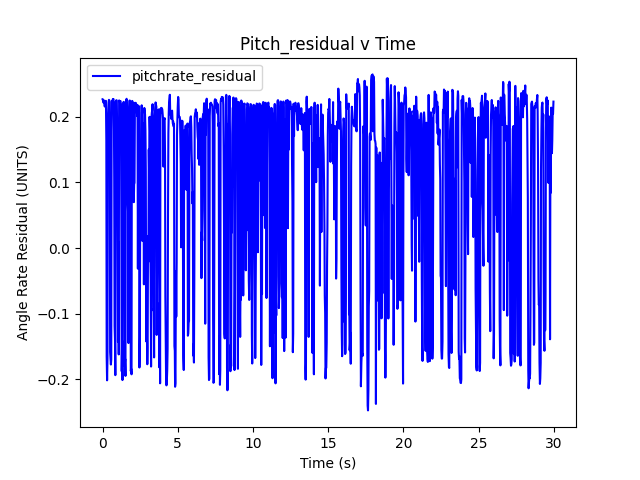 Pitch_residual v Time
pitchrate_residual
Angle Rate Residual (UNITS)
0.2
0.1
0.0
−0.1
−0.2
0 5 10 15 20 25 30
Time (s)